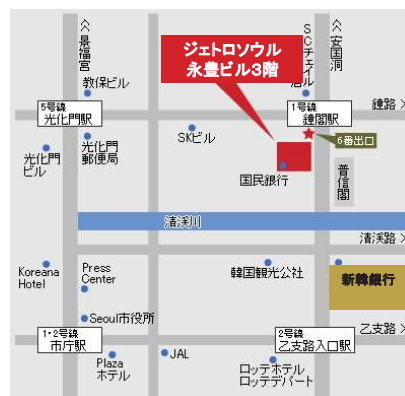 景福宮
教保ビル
ジェトロソウル
永豊ビル3階
SCチェイル
安国洞
5号線
光化門駅
1号線
鐘閣駅
鍾路
光化門
ビル
光化門
郵便局
SKビル
6番出口
国民銀行
普信閣
清渓川
清渓路
Koreana
Hotel
Press
Center
韓国観光公社
新韓銀行
Seoul市役所
1・2号線
市庁駅
2号線
乙支路入口駅
乙支路
Plaza
ホテル
JAL
ロッテホテル
ロッテデパート